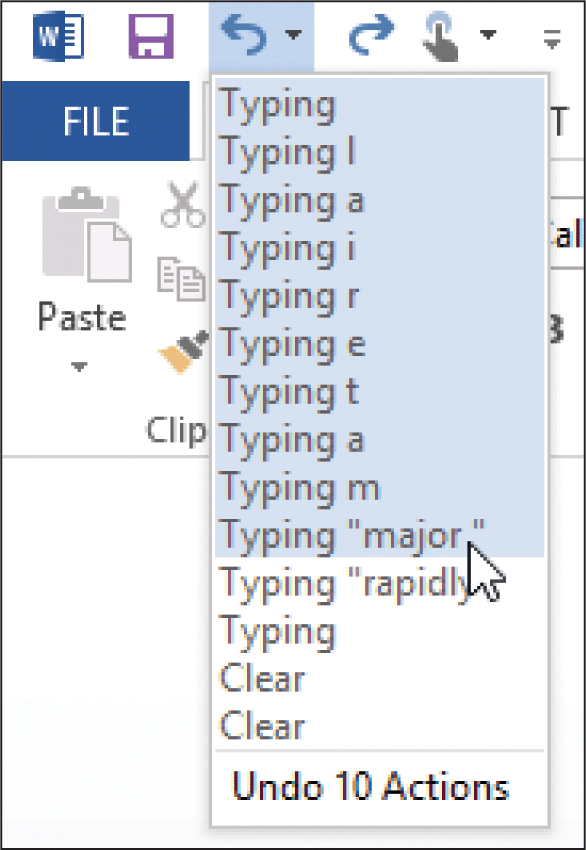 W
FILE
T
Paste
Clip
al
B
Typing
Typing l
Typing a
Typing i
Typing r
Typing e
Typing t
Typing a
Typing m
Typing "major "
Typing "rapidly
Typing
Clear
Clear
Undo 10 Actions